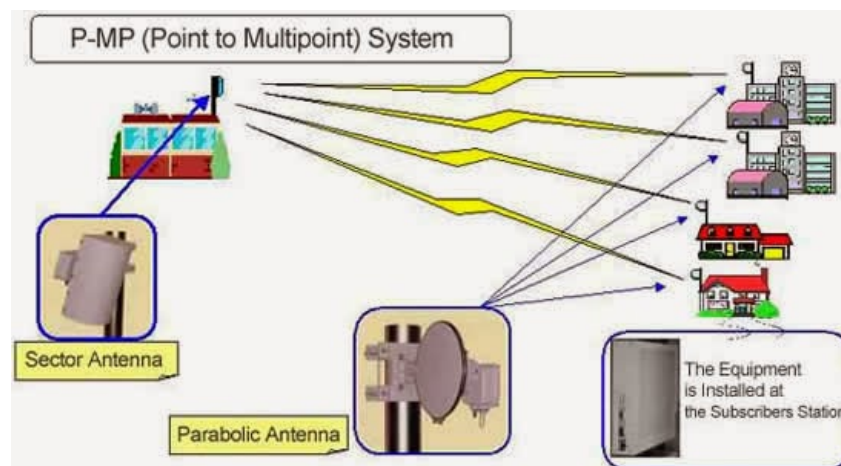 P-MP (Point to Multipoint) System
Sector Antenna
Parabolic Antenna
The Equipment
is Installed at
the Subscribers Station